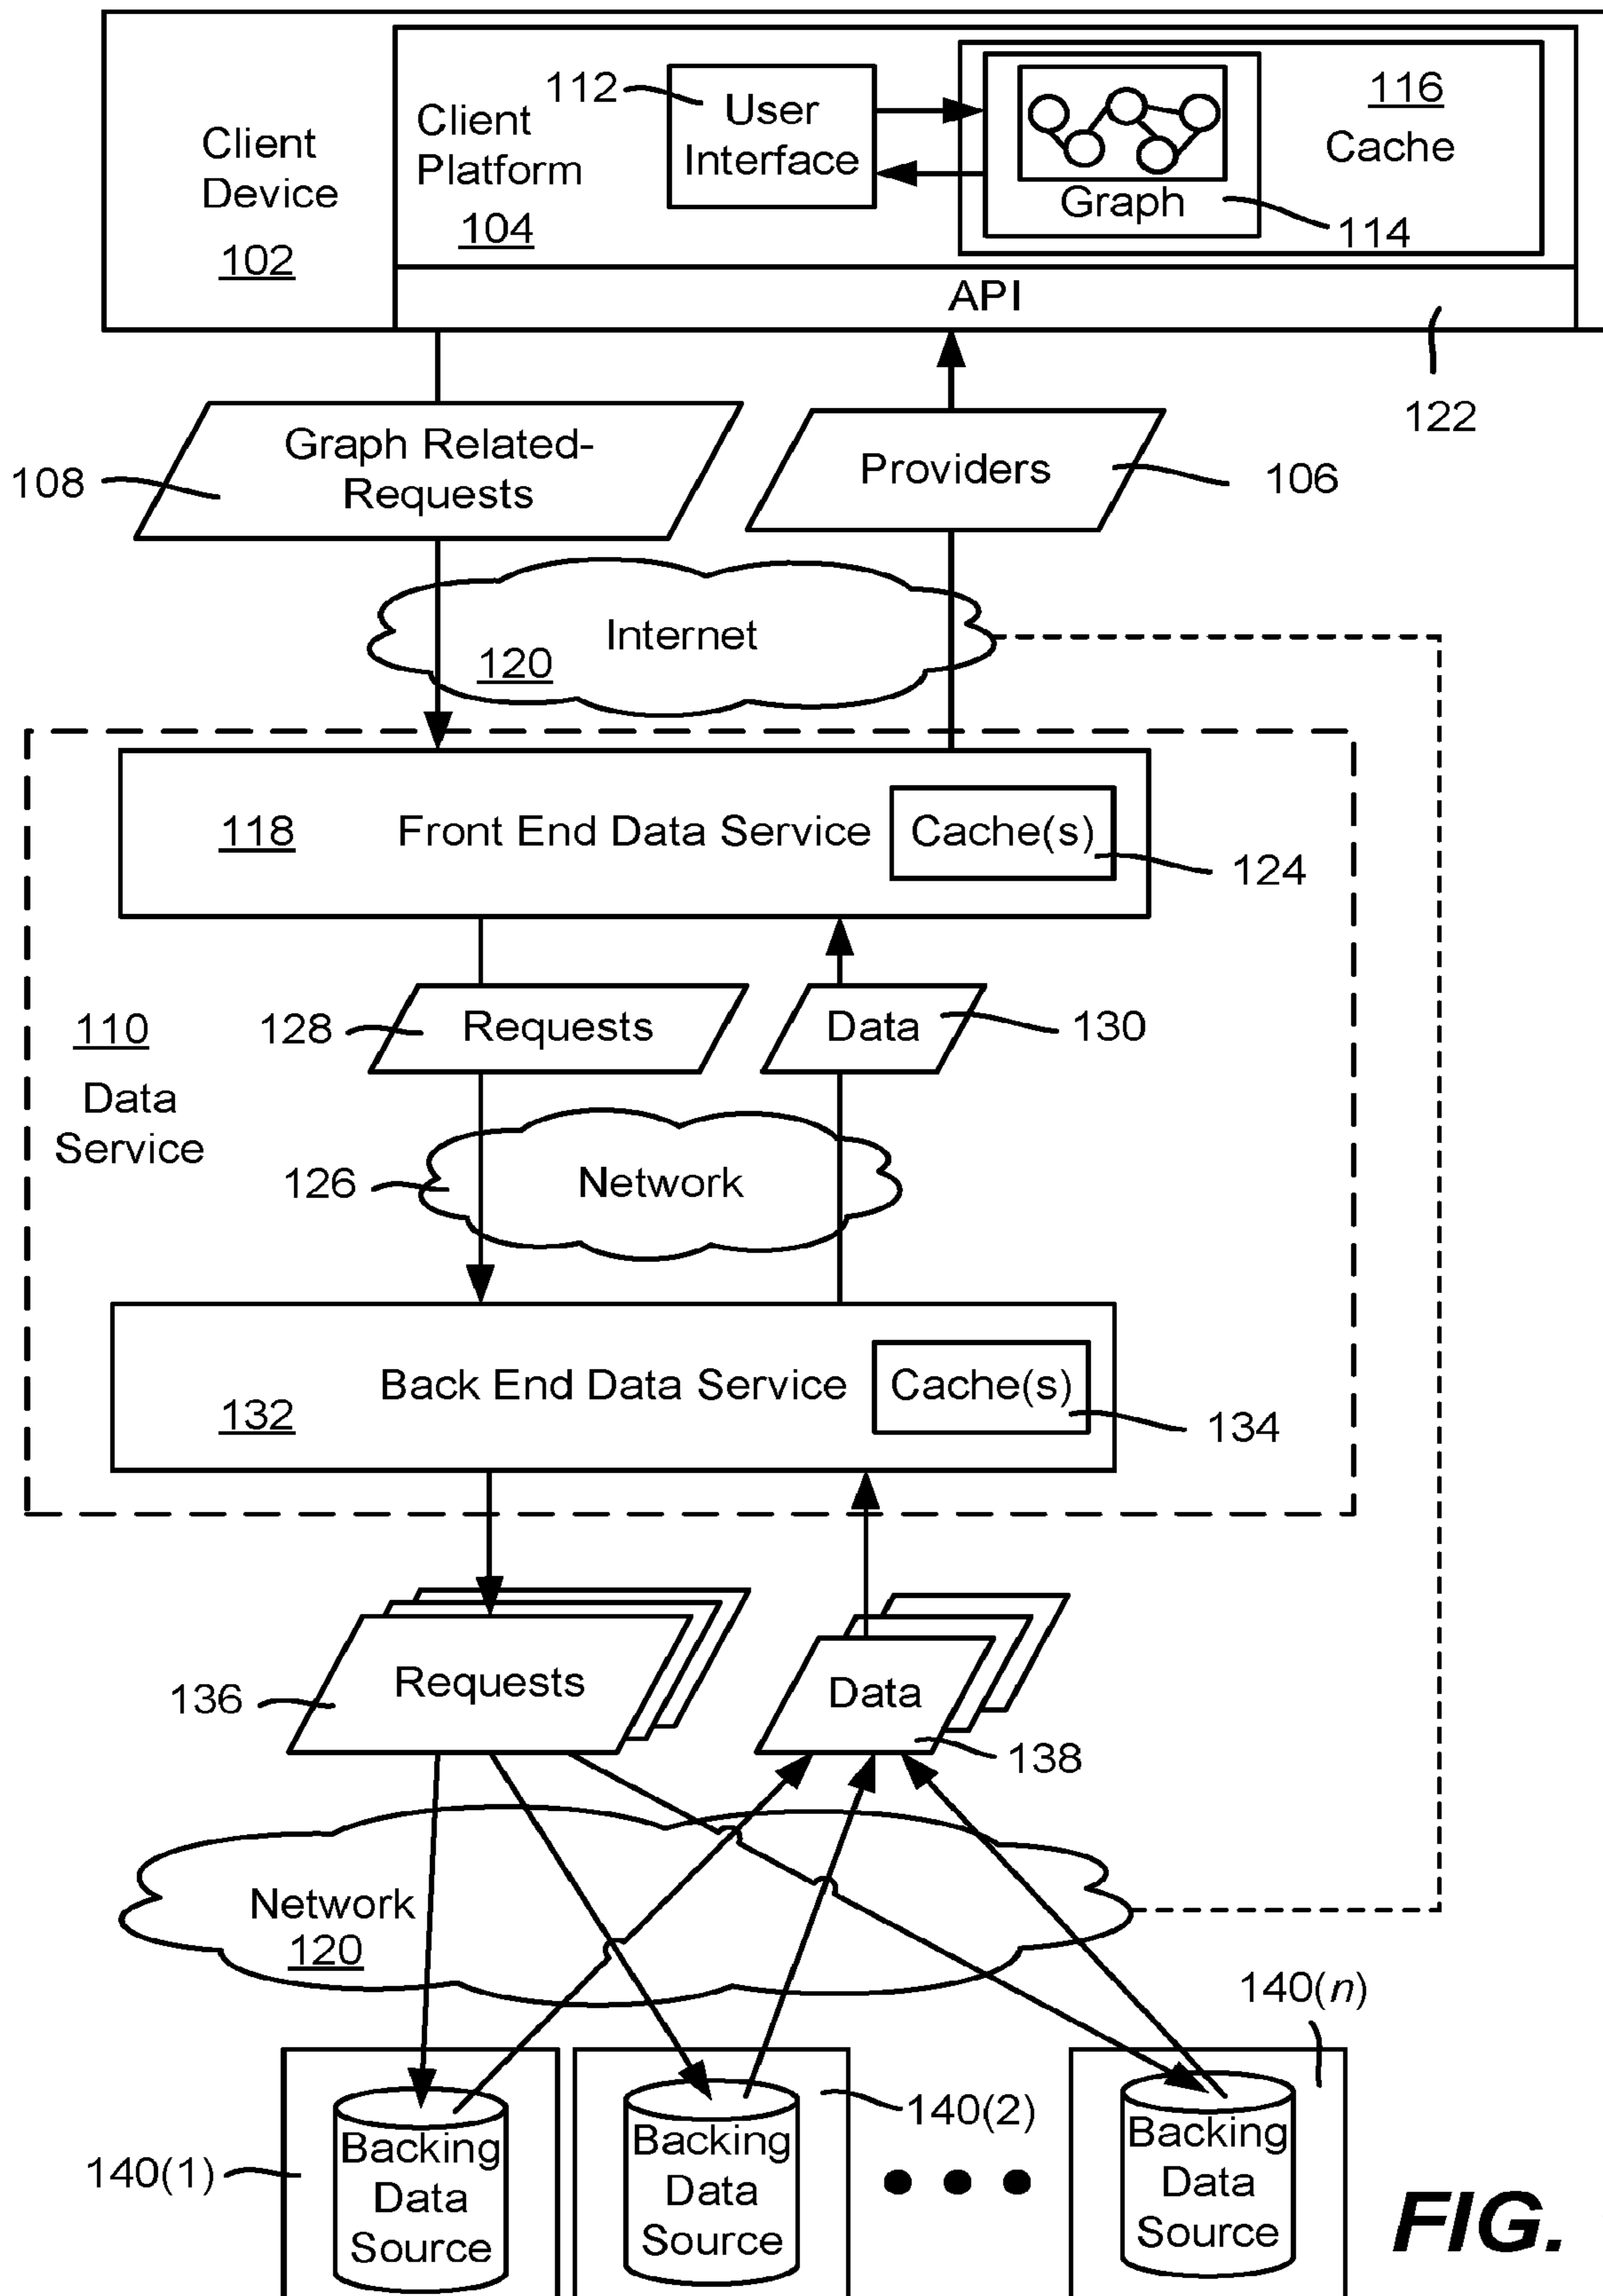 Client
Device
102
Client
Platform
104
112
User
Interface
Graph
116
Cache
114
API
122
108
Graph Related-
Requests
Providers
106
Internet
120
118
Front End Data Service
Cache(s)
124
110
Data
Service
128
Requests
Data
130
126
Network
132
Back End Data Service
Cache(s)
134
136
Requests
Data
138
Network
120
140(n)
140(1)
Backing
Data
Source
Backing
Data
Source
140(2)
Backing
Data
Source
FIG.